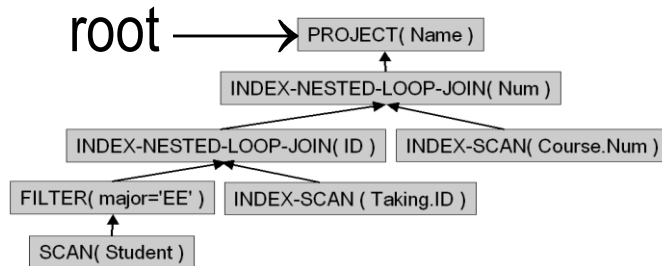 root
PROJECT( Name )
INDEX-NESTED-LOOP-JOIN( Num )
INDEX-NESTED-LOOP-JOIN( ID )
INDEX-SCAN( Course.Num )
FILTER( major='EE’ )
INDEX-SCAN ( Taking.ID )
SCAN( Student )